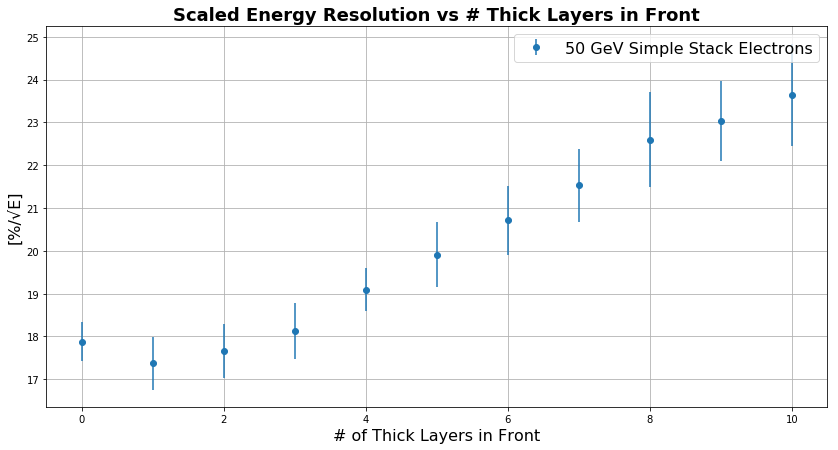 Scaled Energy Resolution vs # Thick Layers in Front
50 GeV Simple Stack Electrons
[%/√E]
25
24
23
22
21
20
19
18
17
0 2 4 6 8 10
# of Thick Layers in Front